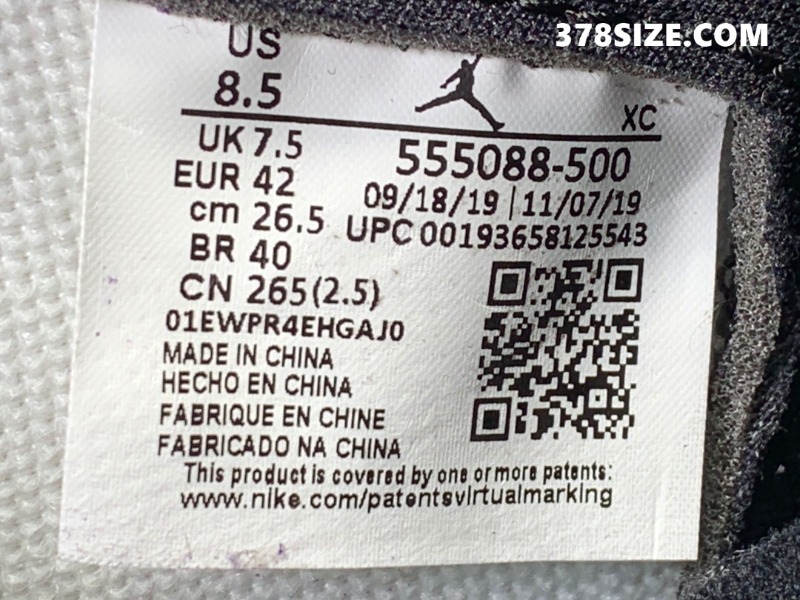 378SIZE.COM
US
8.5
XC
UK 7.5
555088-500
EUR 42
09/18/19 | 11/07/19
cm 26.5
UPC 00193658125543
BR 40
CN 265(2.5)
01EWPR4EHGAJ0
MADE IN CHINA
HECHO EN CHINA
FABRIQUE EN CHINE
FABRICADO NA CHINA
This product is covered by one or more patents:
www.nike.com/patentsvirtualmarking